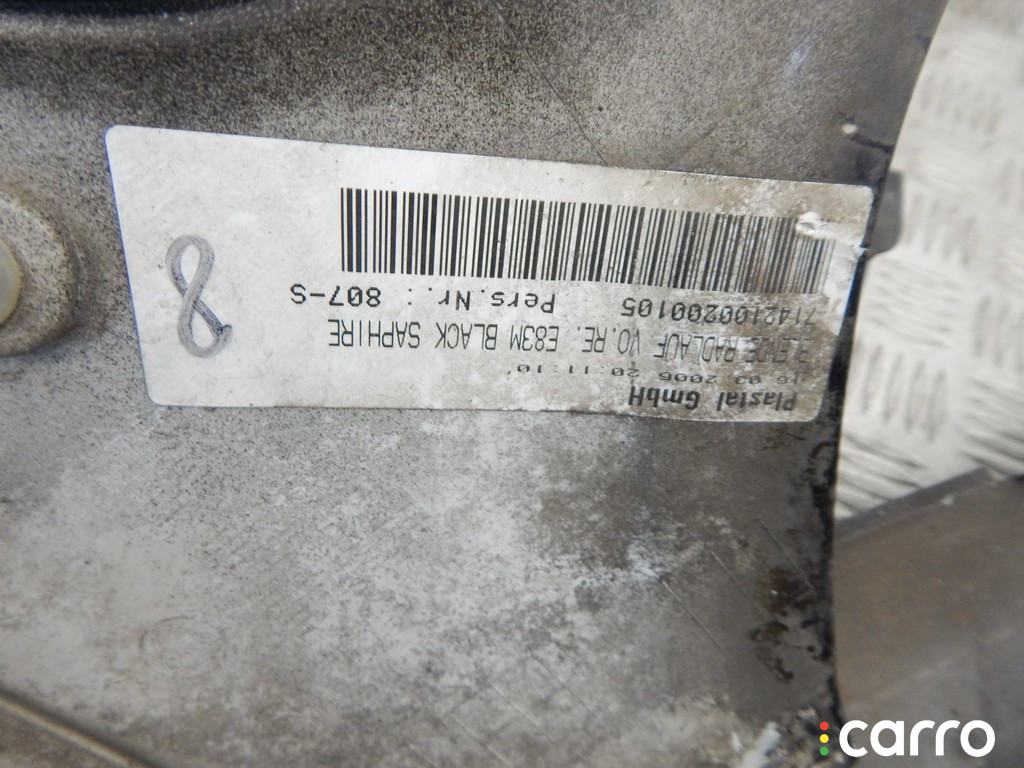 Plastal GmbH
16.03.2006 20:11:10
BLENDE RADLAUF VO.RE. E83M BLACK SAPHIRE
7142100200105 Pers.Nr.: 807-S
8
carro